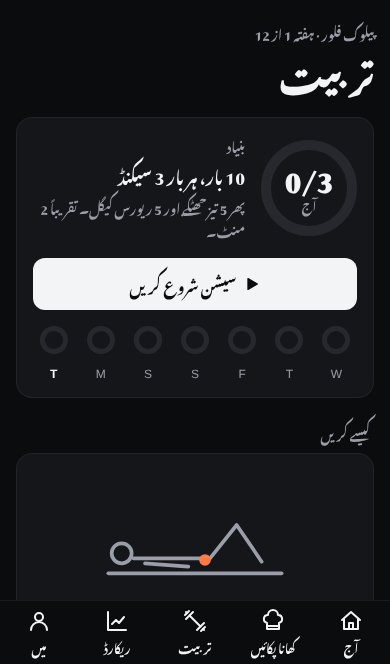 پیلوک فلور · ہفتہ 1 از 12
تربیت
0/3
آج
بنیاد
10 بار، ہر بار 3 سیکنڈ
پھر 5 تیز جھٹکے اور 5 ریورس کیگل۔ تقریباً 2
منٹ۔
سیشن شروع کریں
W T F S S M T
کیسے کریں
آج کھانا پکائیں تربیت ریکارڈ میں